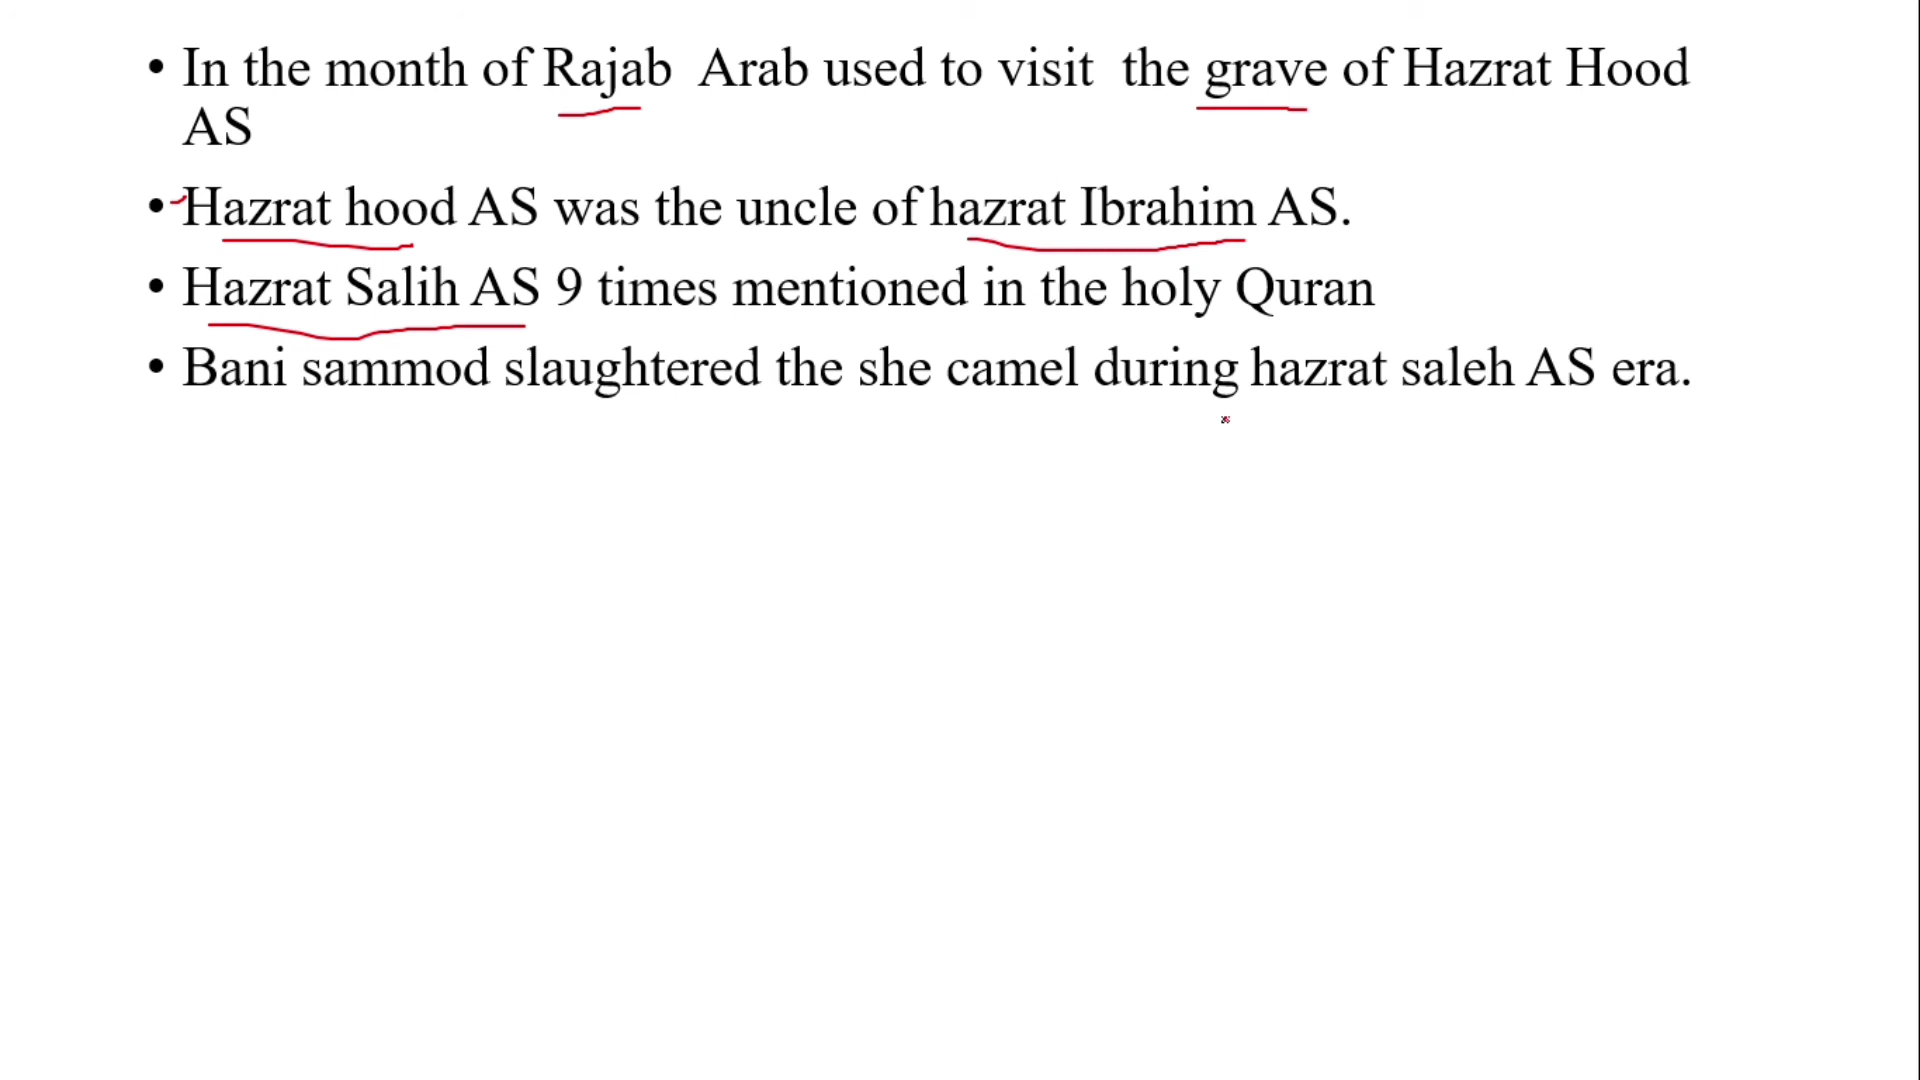 • In the month of Rajab  Arab used to visit  the grave of Hazrat Hood
AS
• Hazrat hood AS was the uncle of hazrat Ibrahim AS.
• Hazrat Salih AS 9 times mentioned in the holy Quran
• Bani sammod slaughtered the she camel during hazrat saleh AS era.